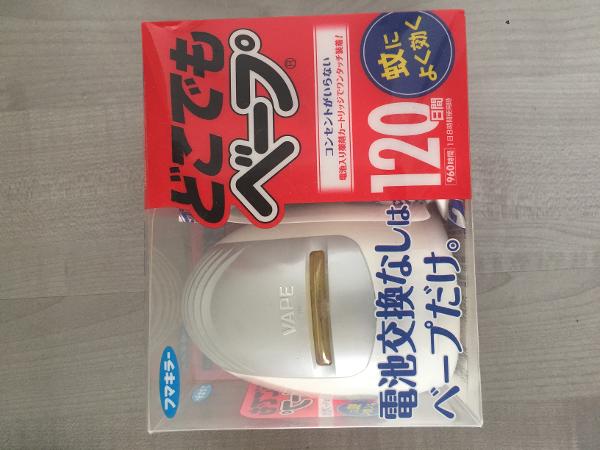 どこでも
ベープ®
蚊に
よく効く
コンセントがいらない
電池入り薬剤カートリッジでワンタッチ装着!
120日間
960時間 1日8時間使用時
電池交換なしは、
ベープだけ。
VAPE
フマキラー